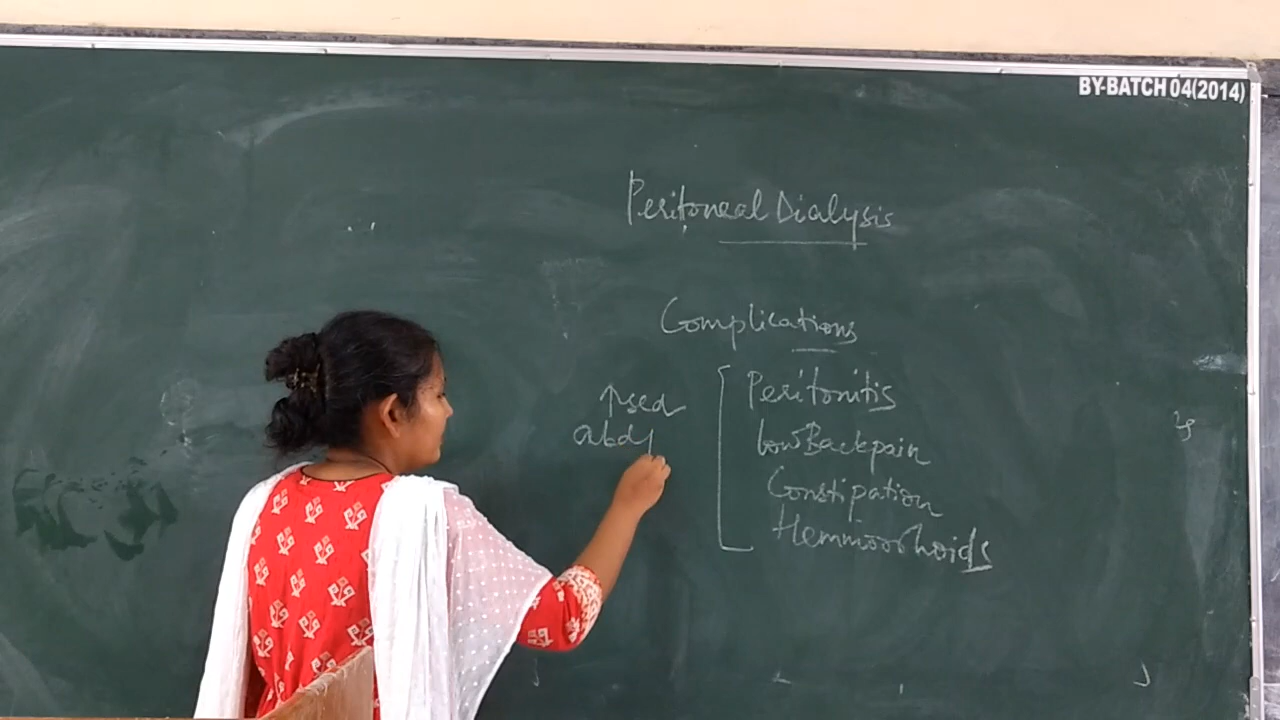 BY-BATCH 04(2014)
Peritoneal Dialysis
Complications
Peritonitis
Low Backpain
Constipation
Hemmoorhoids
↑sed
abdl